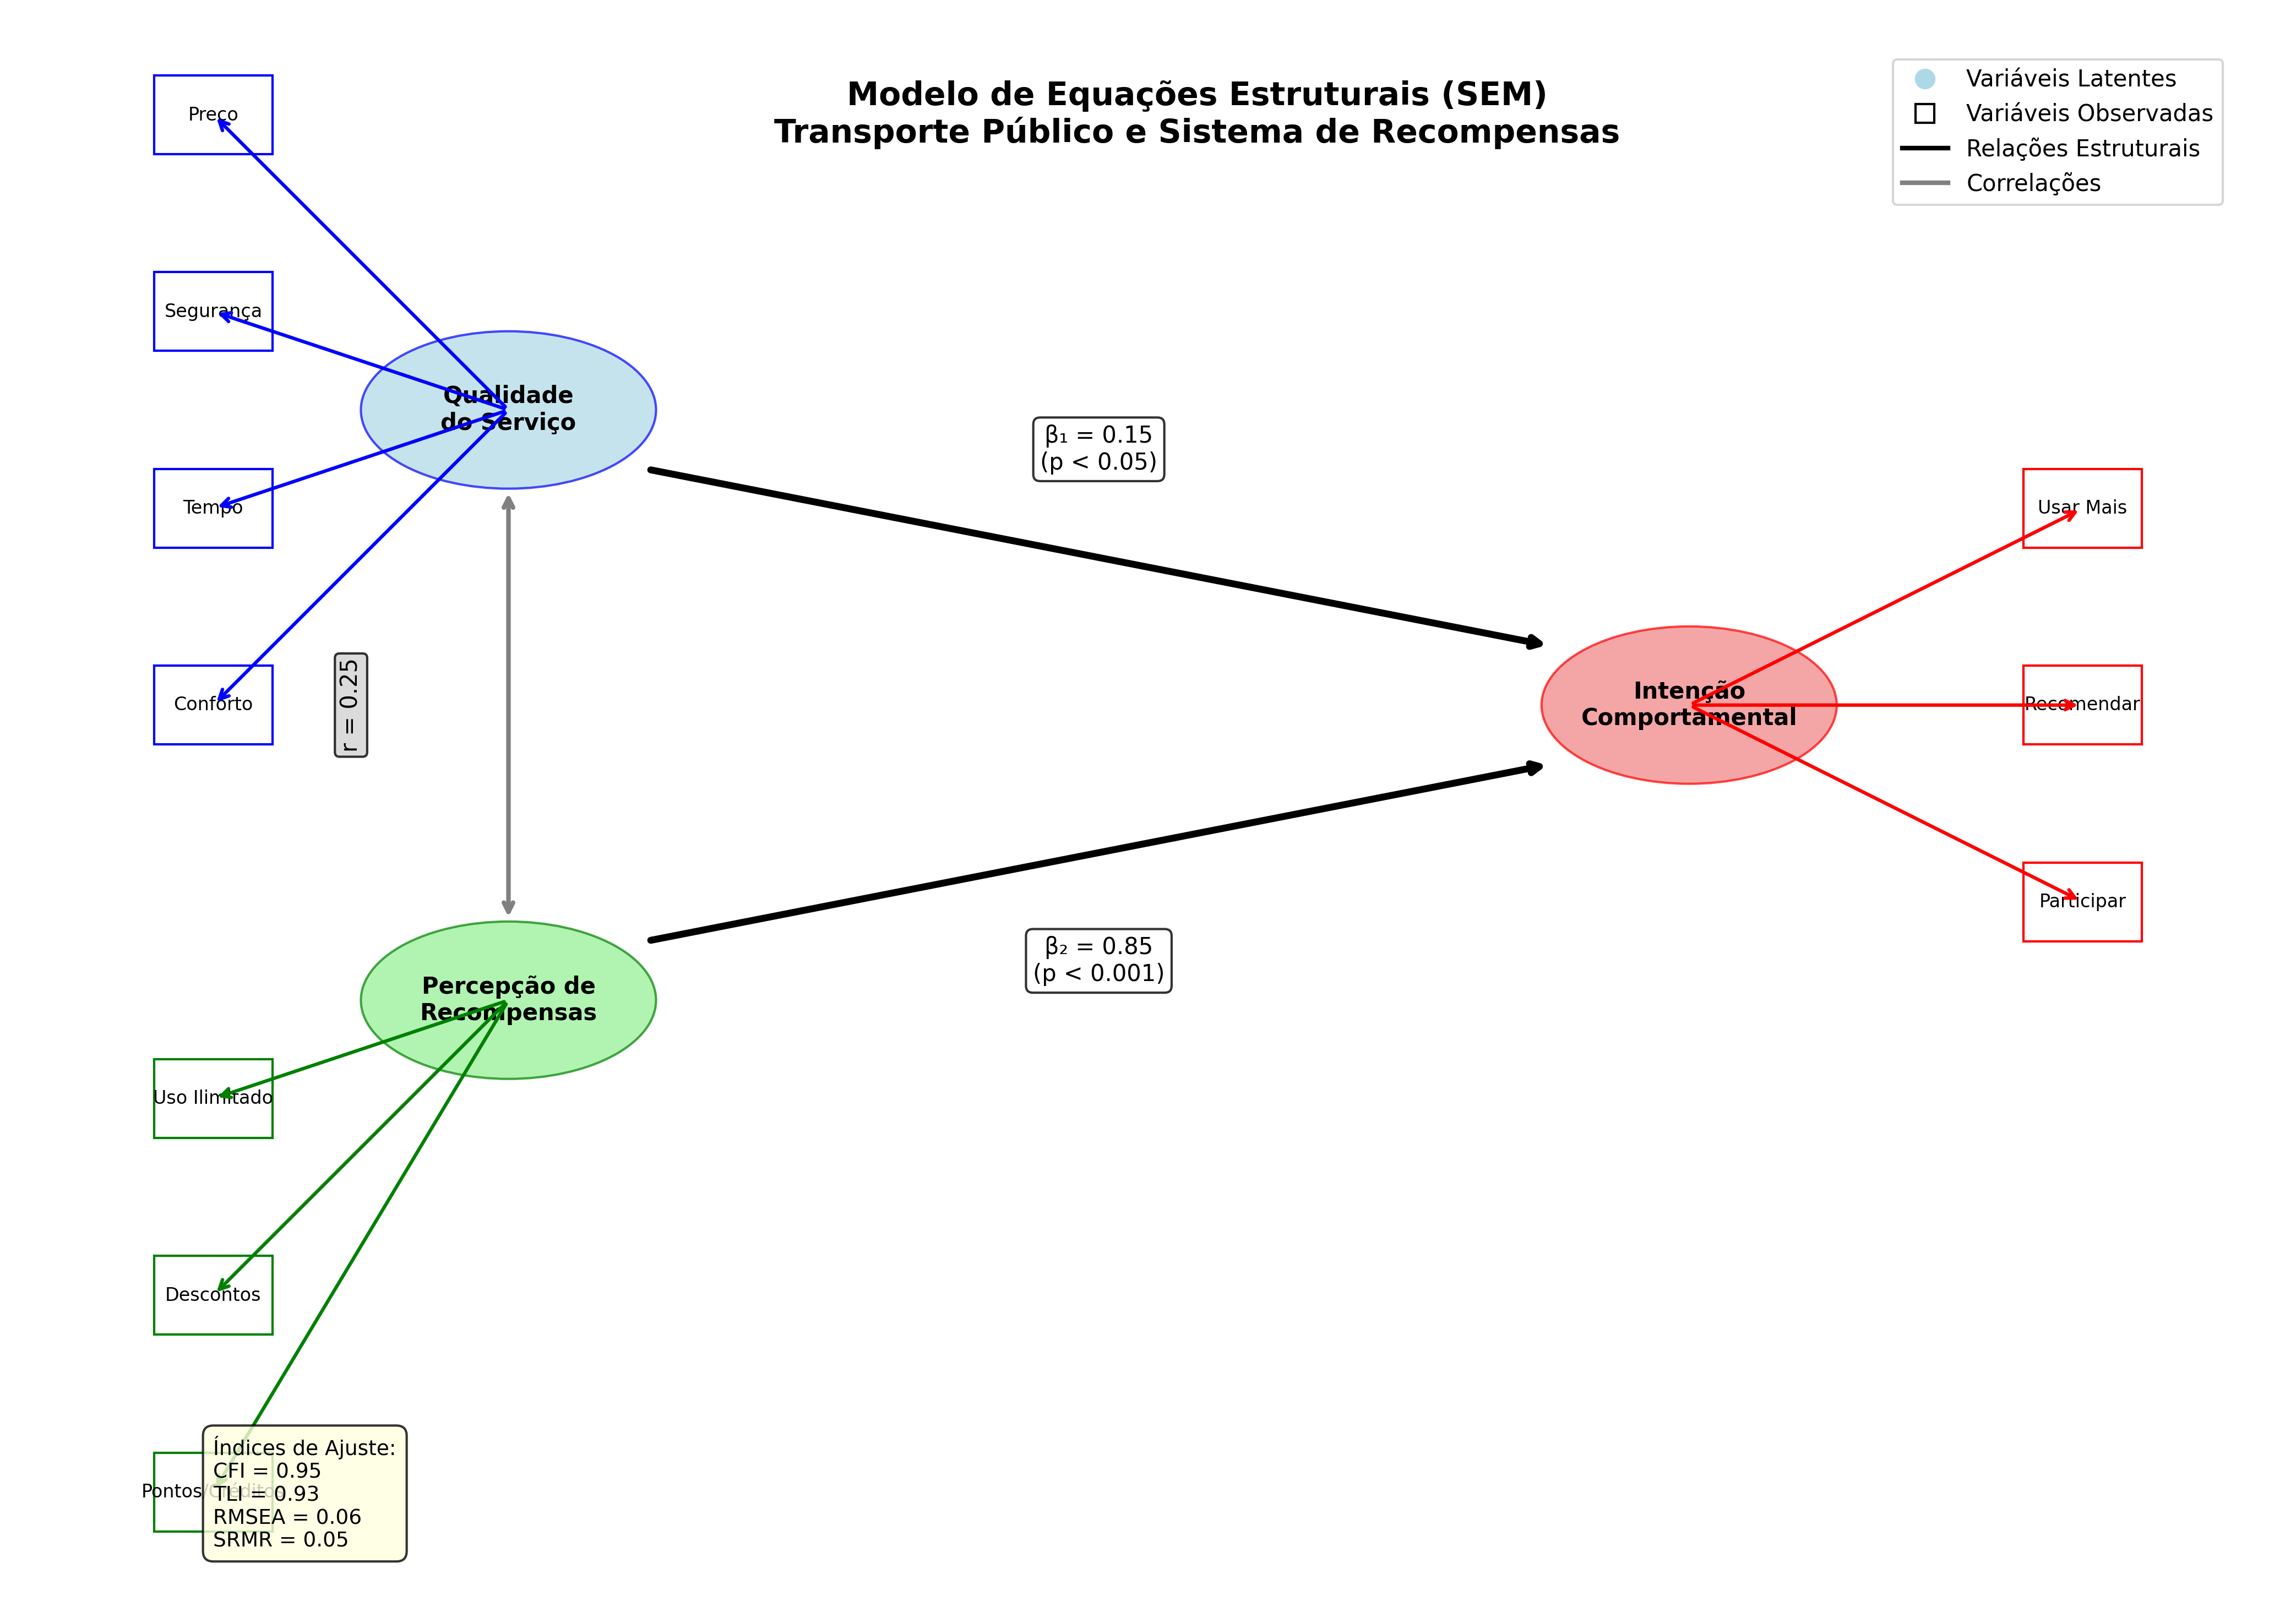 Modelo de Equações Estruturais (SEM)
Transporte Público e Sistema de Recompensas
Variáveis Latentes
Variáveis Observadas
Relações Estruturais
Correlações
Preço
Segurança
Tempo
Conforto
Qualidade
do Serviço
β₁ = 0.15
(p < 0.05)
r = 0.25
Usar Mais
Recomendar
Participar
Intenção
Comportamental
β₂ = 0.85
(p < 0.001)
Percepção de
Recompensas
Uso Ilimitado
Descontos
Pontos/Créditos
Índices de Ajuste:
CFI = 0.95
TLI = 0.93
RMSEA = 0.06
SRMR = 0.05